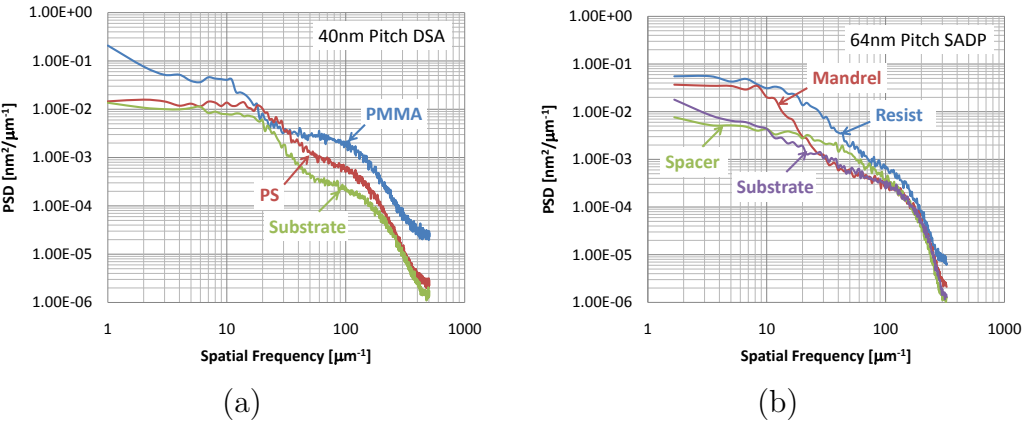 40nm Pitch DSA
PSD [nm²/µm⁻¹]
1.00E+00
1.00E-01
1.00E-02
1.00E-03
1.00E-04
1.00E-05
1.00E-06
PMMA
PS
Substrate
1 10 100 1000
Spatial Frequency [µm⁻¹]
(a)
64nm Pitch SADP
PSD [nm²/µm⁻¹]
1.00E+00
1.00E-01
1.00E-02
1.00E-03
1.00E-04
1.00E-05
1.00E-06
Mandrel
Resist
Spacer
Substrate
1 10 100 1000
Spatial Frequency [µm⁻¹]
(b)